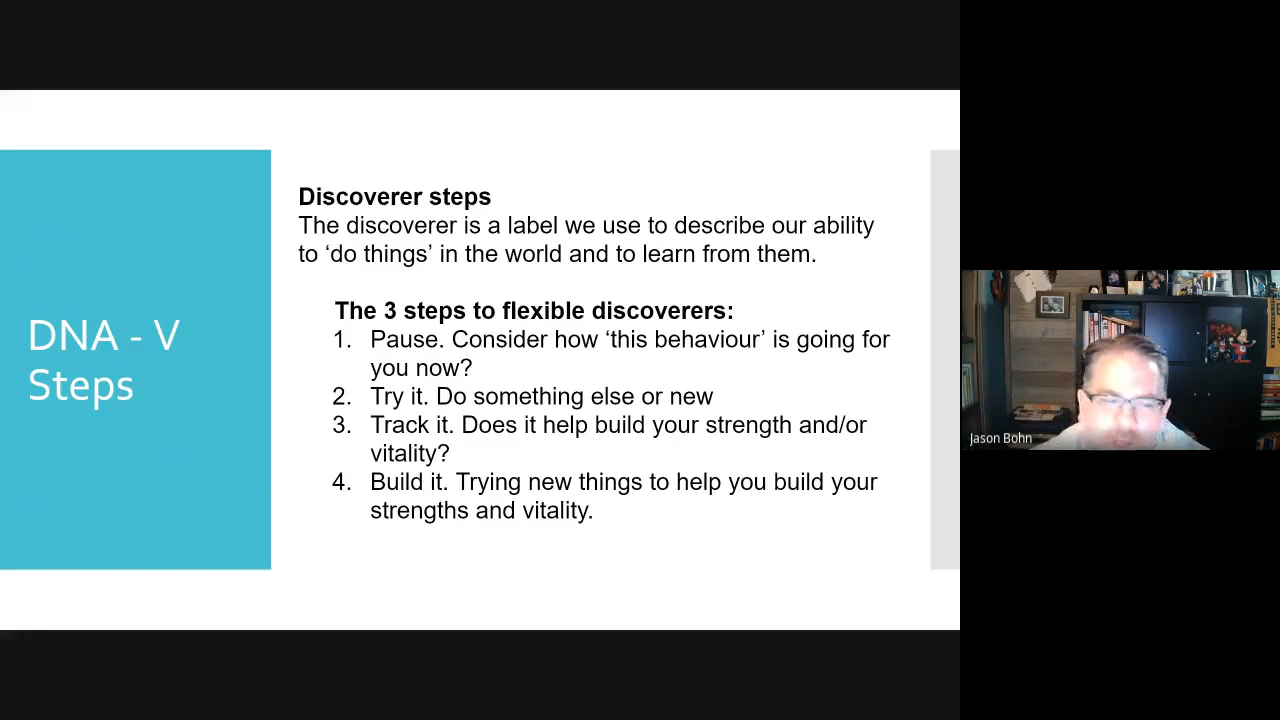 DNA - V
Steps
Discoverer steps
The discoverer is a label we use to describe our ability
to ‘do things’ in the world and to learn from them.
The 3 steps to flexible discoverers:
1. Pause. Consider how ‘this behaviour’ is going for
you now?
2. Try it. Do something else or new
3. Track it. Does it help build your strength and/or
vitality?
4. Build it. Trying new things to help you build your
strengths and vitality.
Jason Bohn